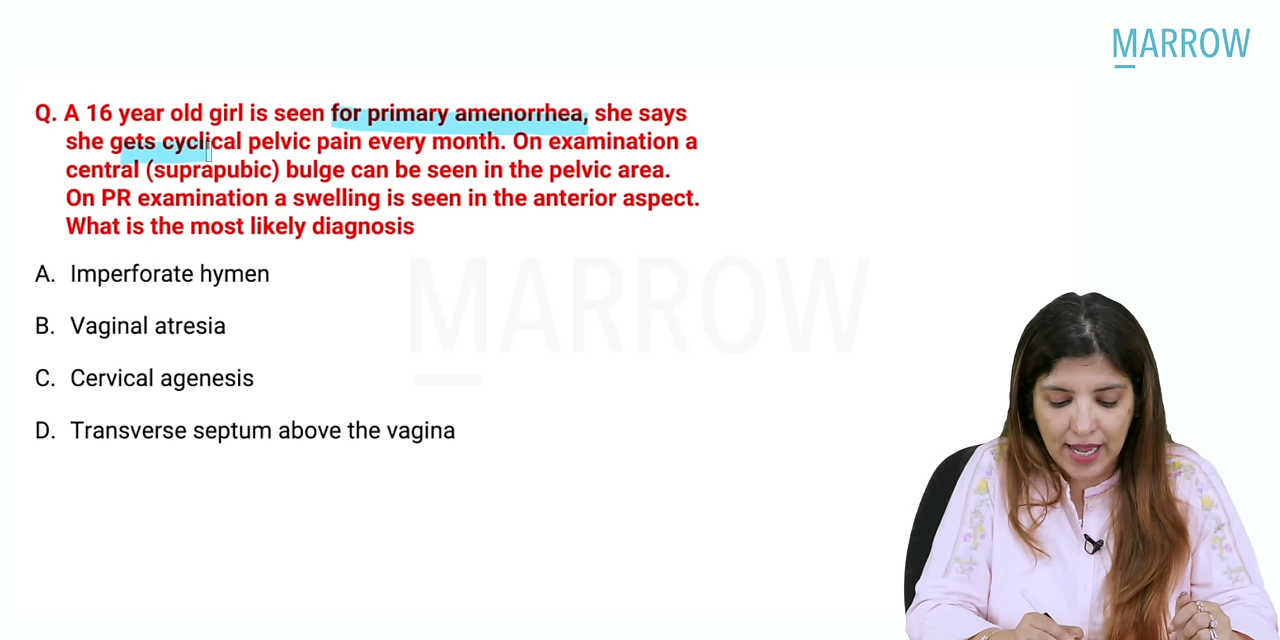 MARROW
Q. A 16 year old girl is seen for primary amenorrhea, she says
she gets cyclical pelvic pain every month. On examination a
central (suprapubic) bulge can be seen in the pelvic area.
On PR examination a swelling is seen in the anterior aspect.
What is the most likely diagnosis
A. Imperforate hymen
B. Vaginal atresia
C. Cervical agenesis
D. Transverse septum above the vagina
MARROW